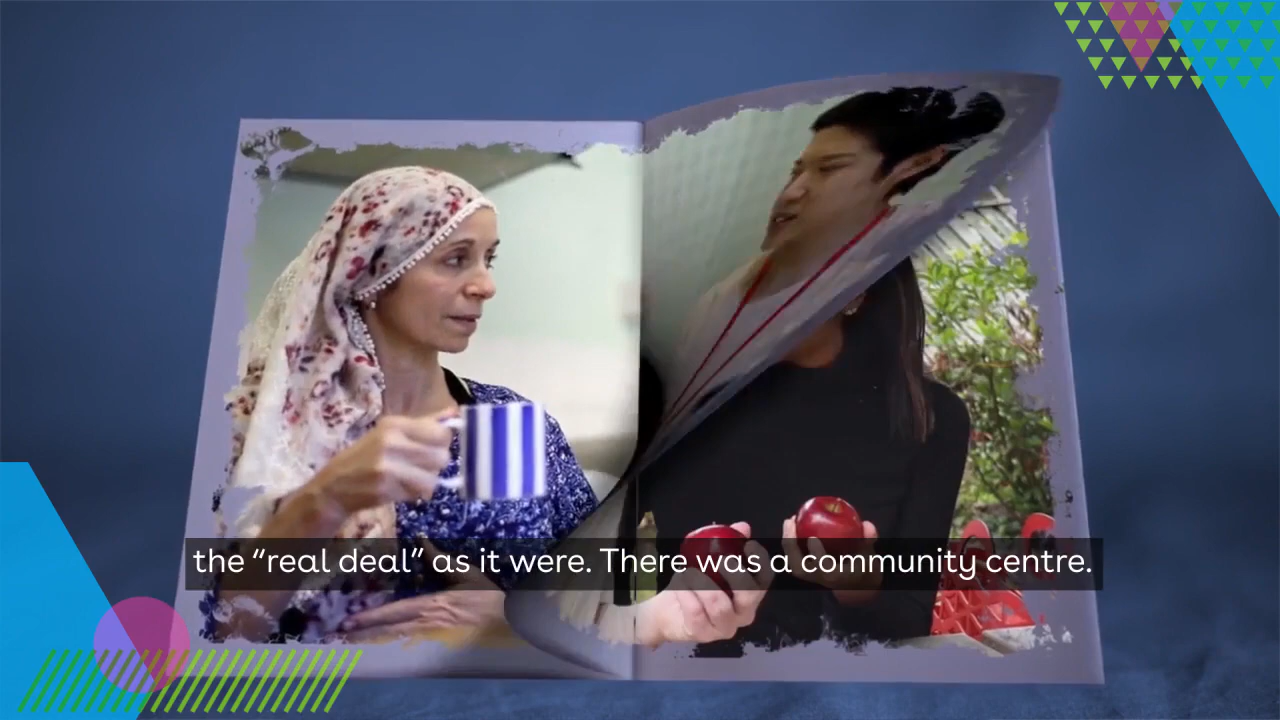 the “real deal” as it were. There was a community centre.